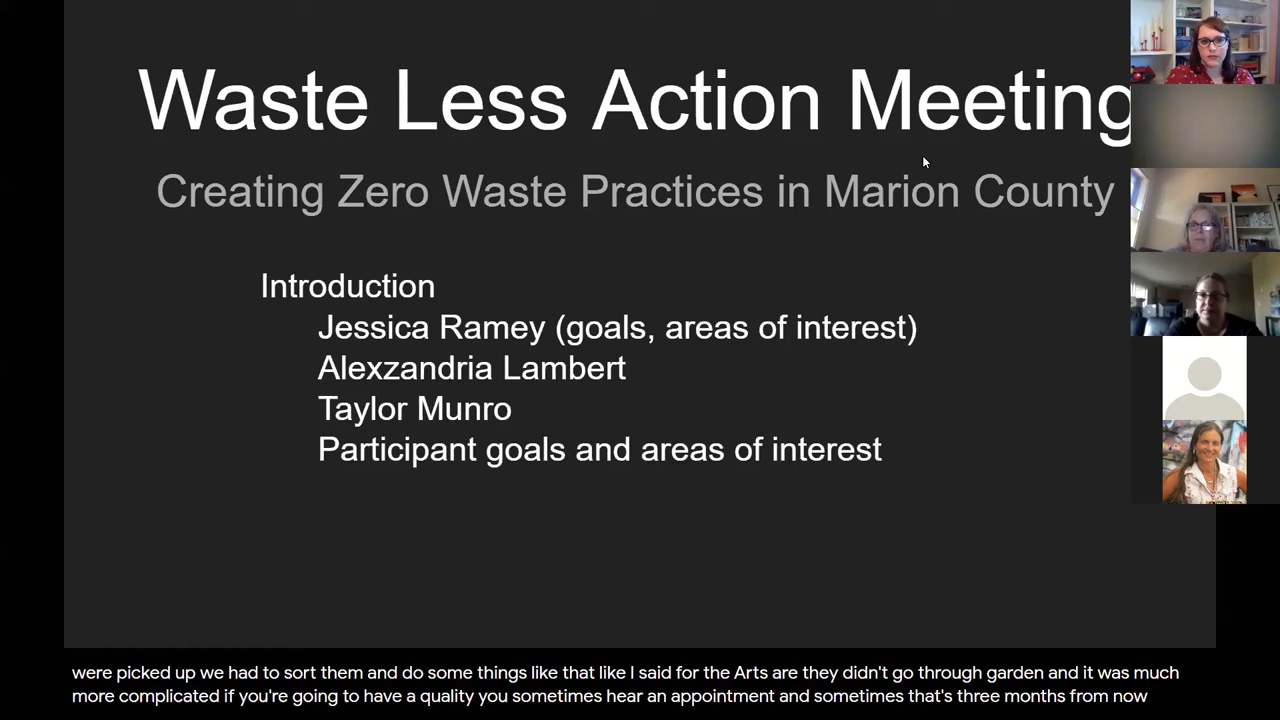 Waste Less Action Meeting
Creating Zero Waste Practices in Marion County
Introduction
Jessica Ramey (goals, areas of interest)
Alexzandria Lambert
Taylor Munro
Participant goals and areas of interest
were picked up we had to sort them and do some things like that like I said for the Arts are they didn't go through garden and it was much
more complicated if you're going to have a quality you sometimes hear an appointment and sometimes that's three months from now